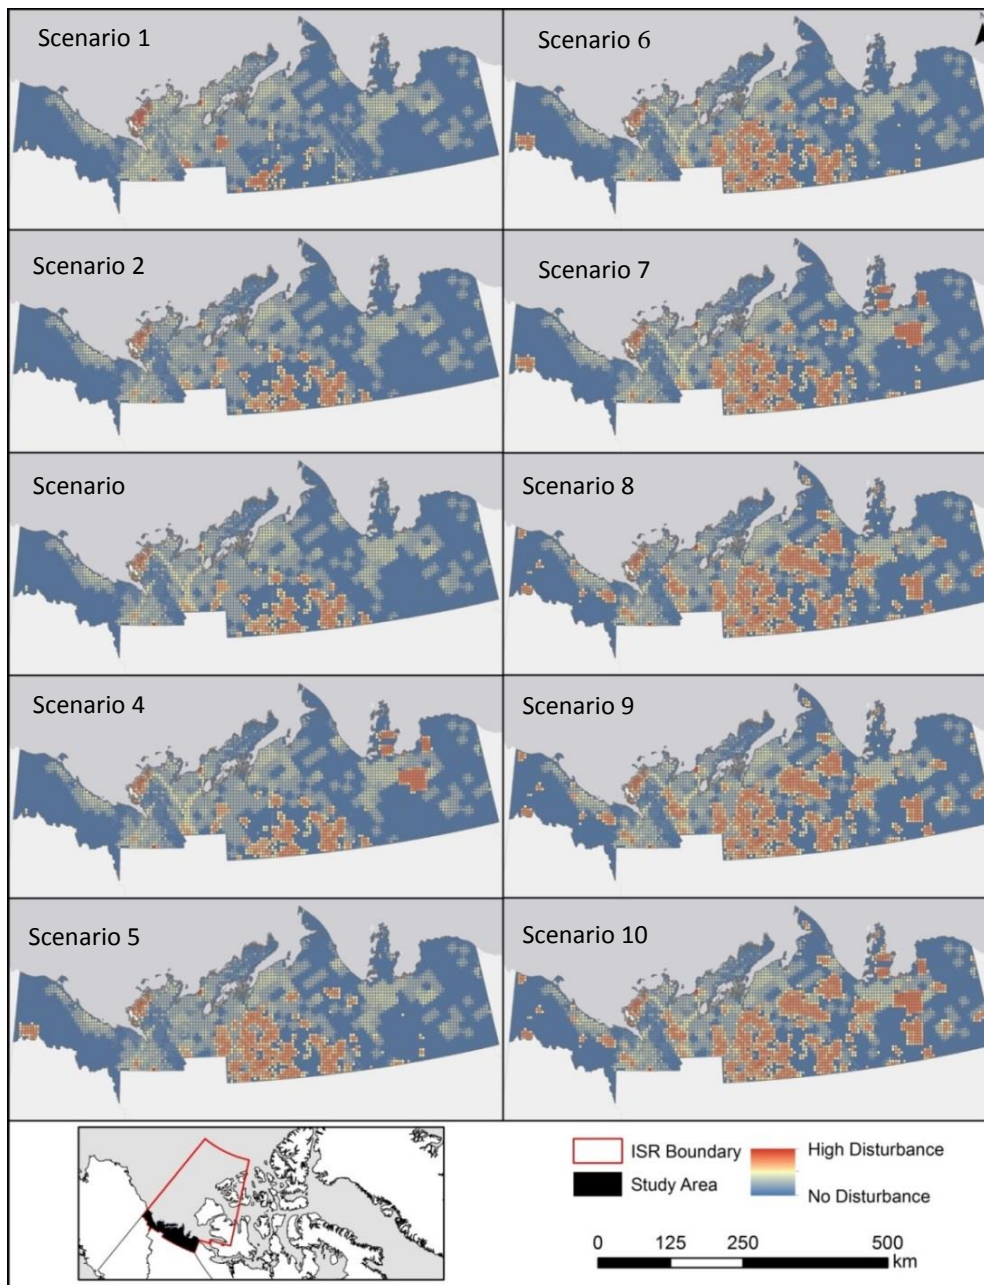 Scenario 1
Scenario 6
N
Scenario 2
Scenario 7
Scenario
Scenario 8
Scenario 4
Scenario 9
Scenario 5
Scenario 10
ISR Boundary
Study Area
High Disturbance
No Disturbance
0 125 250 500
km